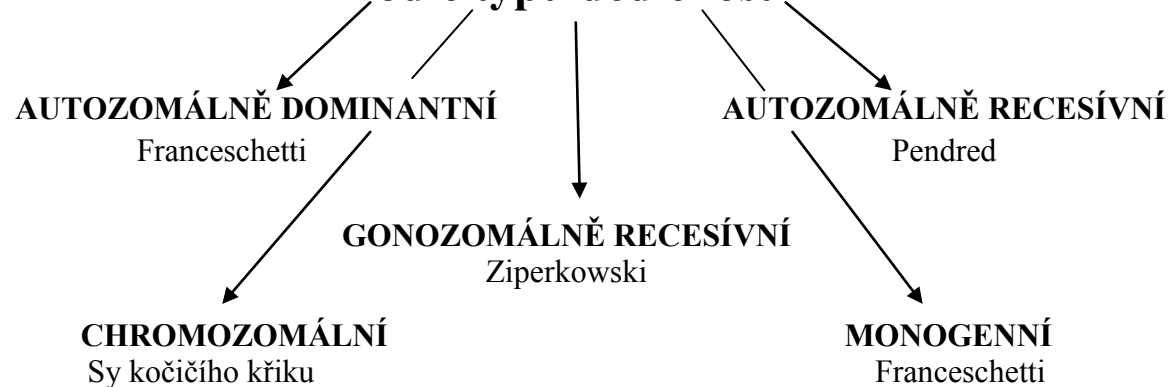 AUTOZOMÁLNĚ DOMINANTNÍ
Franceschetti
AUTOZOMÁLNĚ RECESÍVNÍ
Pendred
GONOZOMÁLNĚ RECESÍVNÍ
Ziperkowski
CHROMOZOMÁLNÍ
Sy kočičího křiku
MONOGENNÍ
Franceschetti